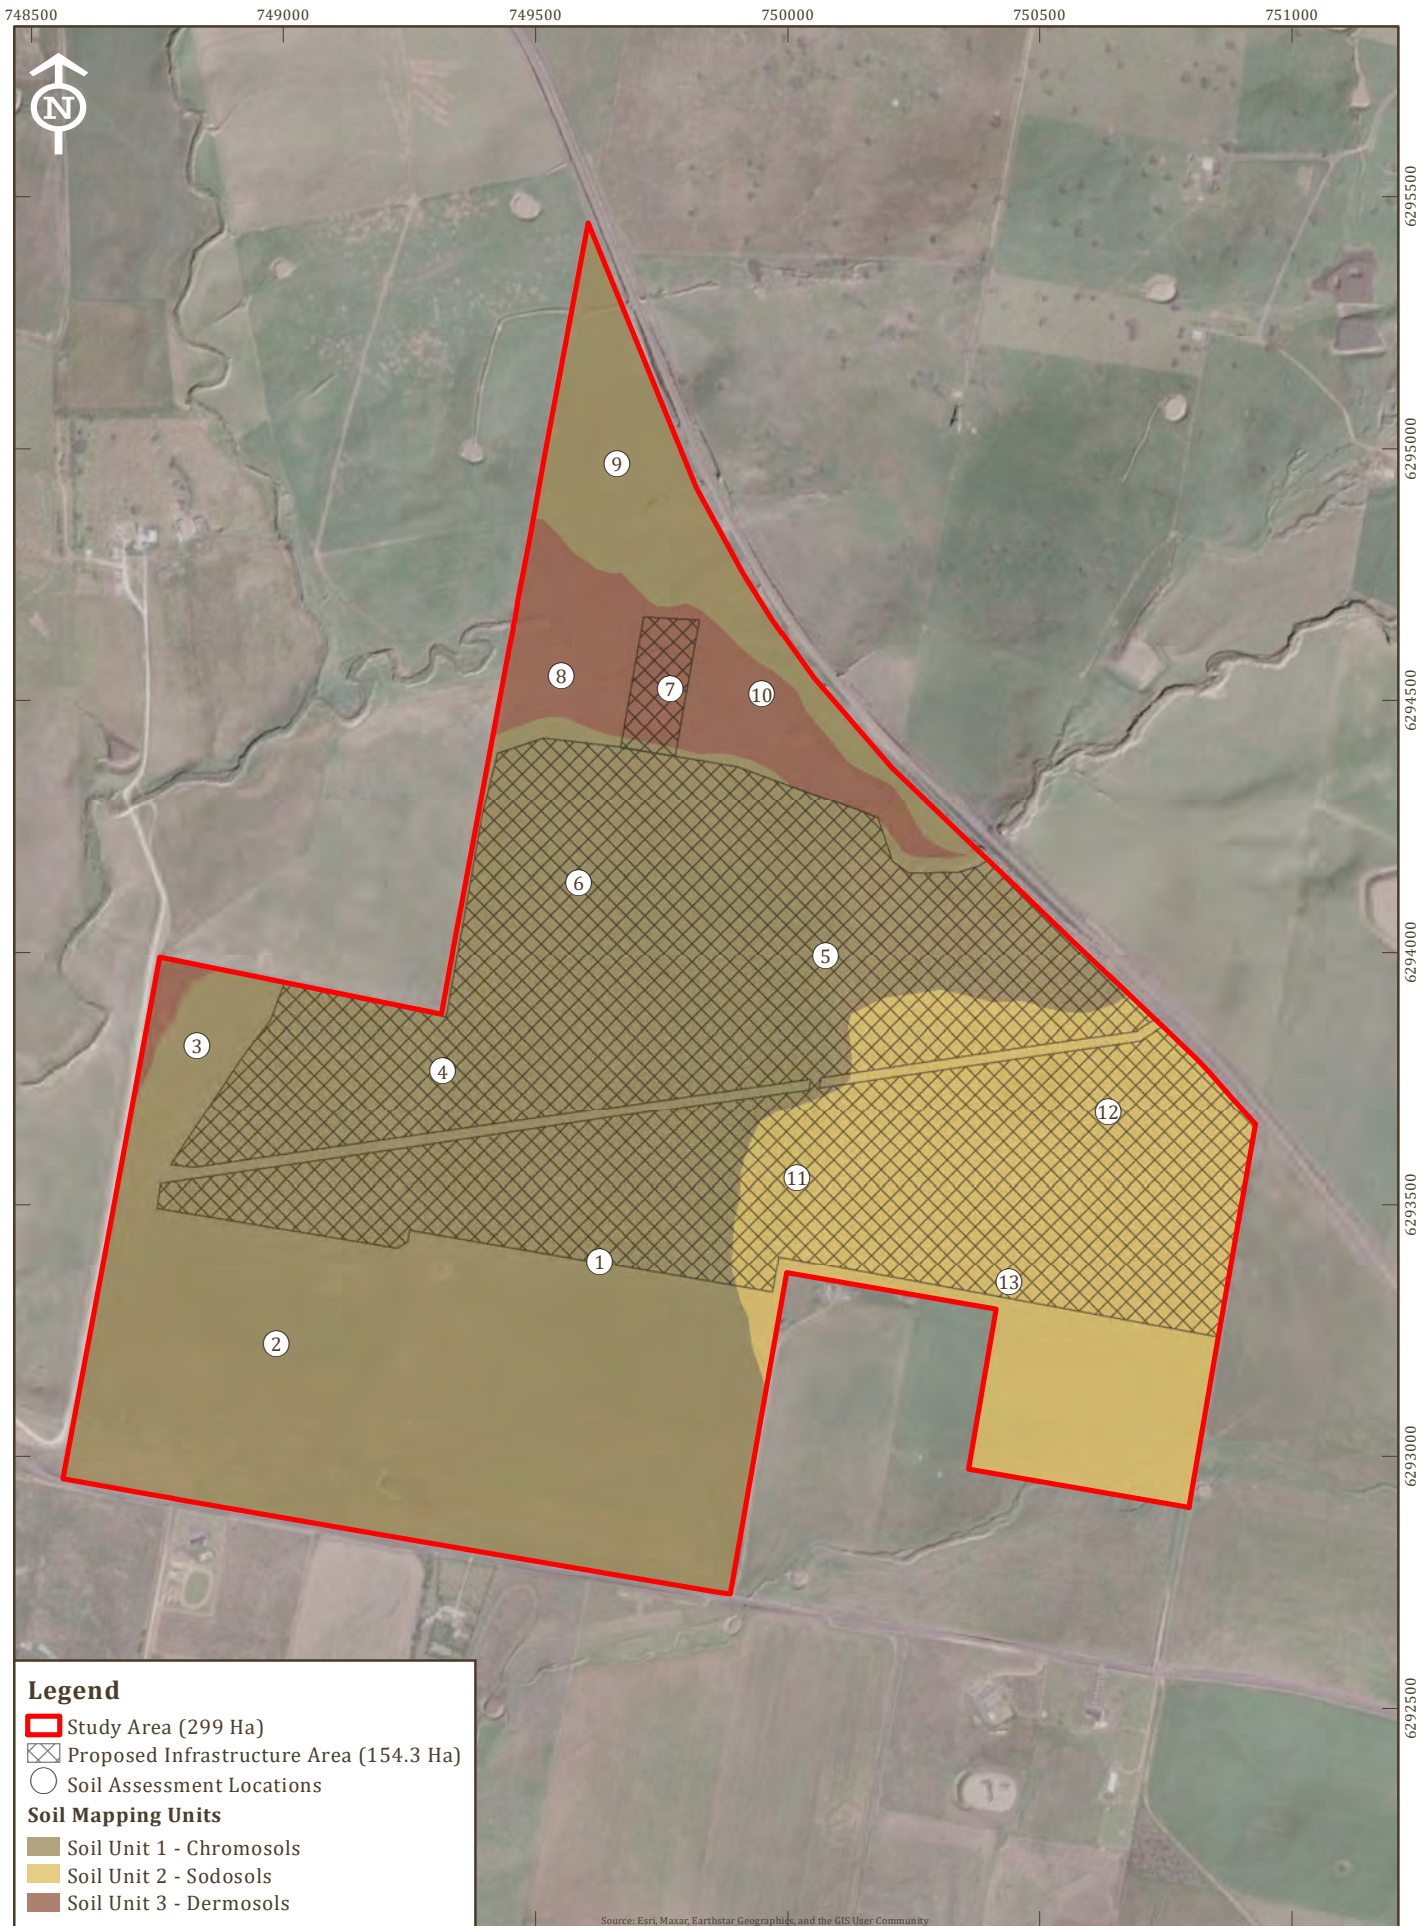 748500 749000 749500 750000 750500 751000
N
6295500
9
6295000
8
7
10
6294500
6
5
6294000
3
4
12
11
6293500
1
13
2
6293000
Legend
Study Area (299 Ha)
Proposed Infrastructure Area (154.3 Ha)
Soil Assessment Locations
Soil Mapping Units
Soil Unit 1 - Chromosols
Soil Unit 2 - Sodosols
Soil Unit 3 - Dermosols
6292500
Source: Esri, Maxar, Earthstar Geographics, and the GIS User Community